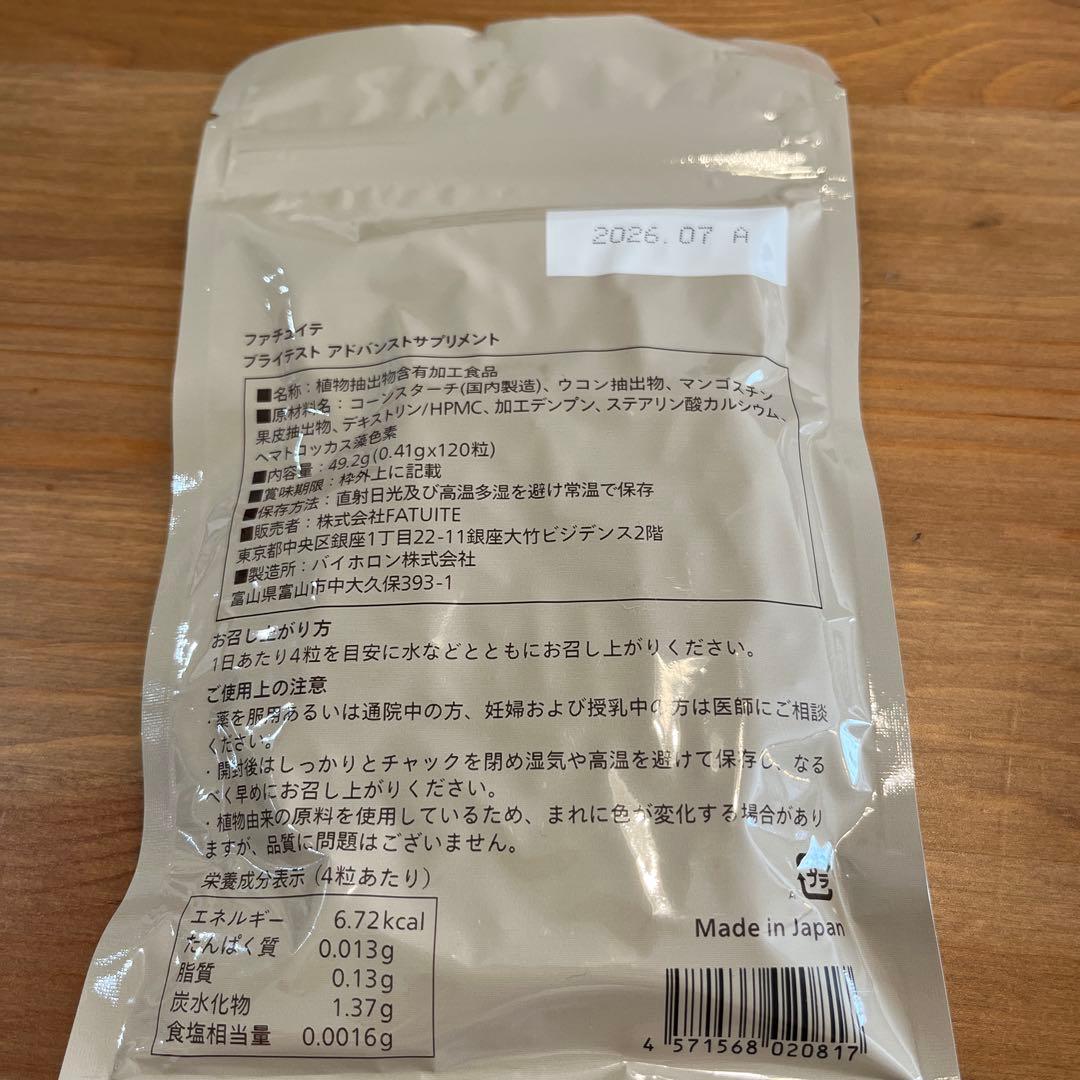 2026.07 A
ファチュイテ
ブライテスト アドバンストサプリメント
■名称：植物抽出物含有加工食品
■原材料名：コーンスターチ(国内製造)、ウコン抽出物、マンゴスチン
果皮抽出物、デキストリン/HPMC、加工デンプン、ステアリン酸カルシウム、
ヘマトコッカス藻色素
■内容量：49.2g(0.41gx120粒)
■賞味期限：枠外上に記載
■保存方法：直射日光及び高温多湿を避け常温で保存
■販売者：株式会社FATUITE
東京都中央区銀座1丁目22-11銀座大竹ビジデンス2階
■製造所：バイホロン株式会社
富山県富山市中大久保393-1
お召し上がり方
1日あたり4粒を目安に水などとともにお召し上がりください。
ご使用上の注意
・薬を服用あるいは通院中の方、妊婦および授乳中の方は医師にご相談
ください。
・開封後はしっかりとチャックを閉め湿気や高温を避けて保存し、なる
べく早めにお召し上がりください。
・植物由来の原料を使用しているため、まれに色が変化する場合があり
ますが、品質に問題はございません。
栄養成分表示（4粒あたり）
エネルギー 6.72kcal
たんぱく質 0.013g
脂質 0.13g
炭水化物 1.37g
食塩相当量 0.0016g
プラ
A
Made in Japan
4 571568 020817